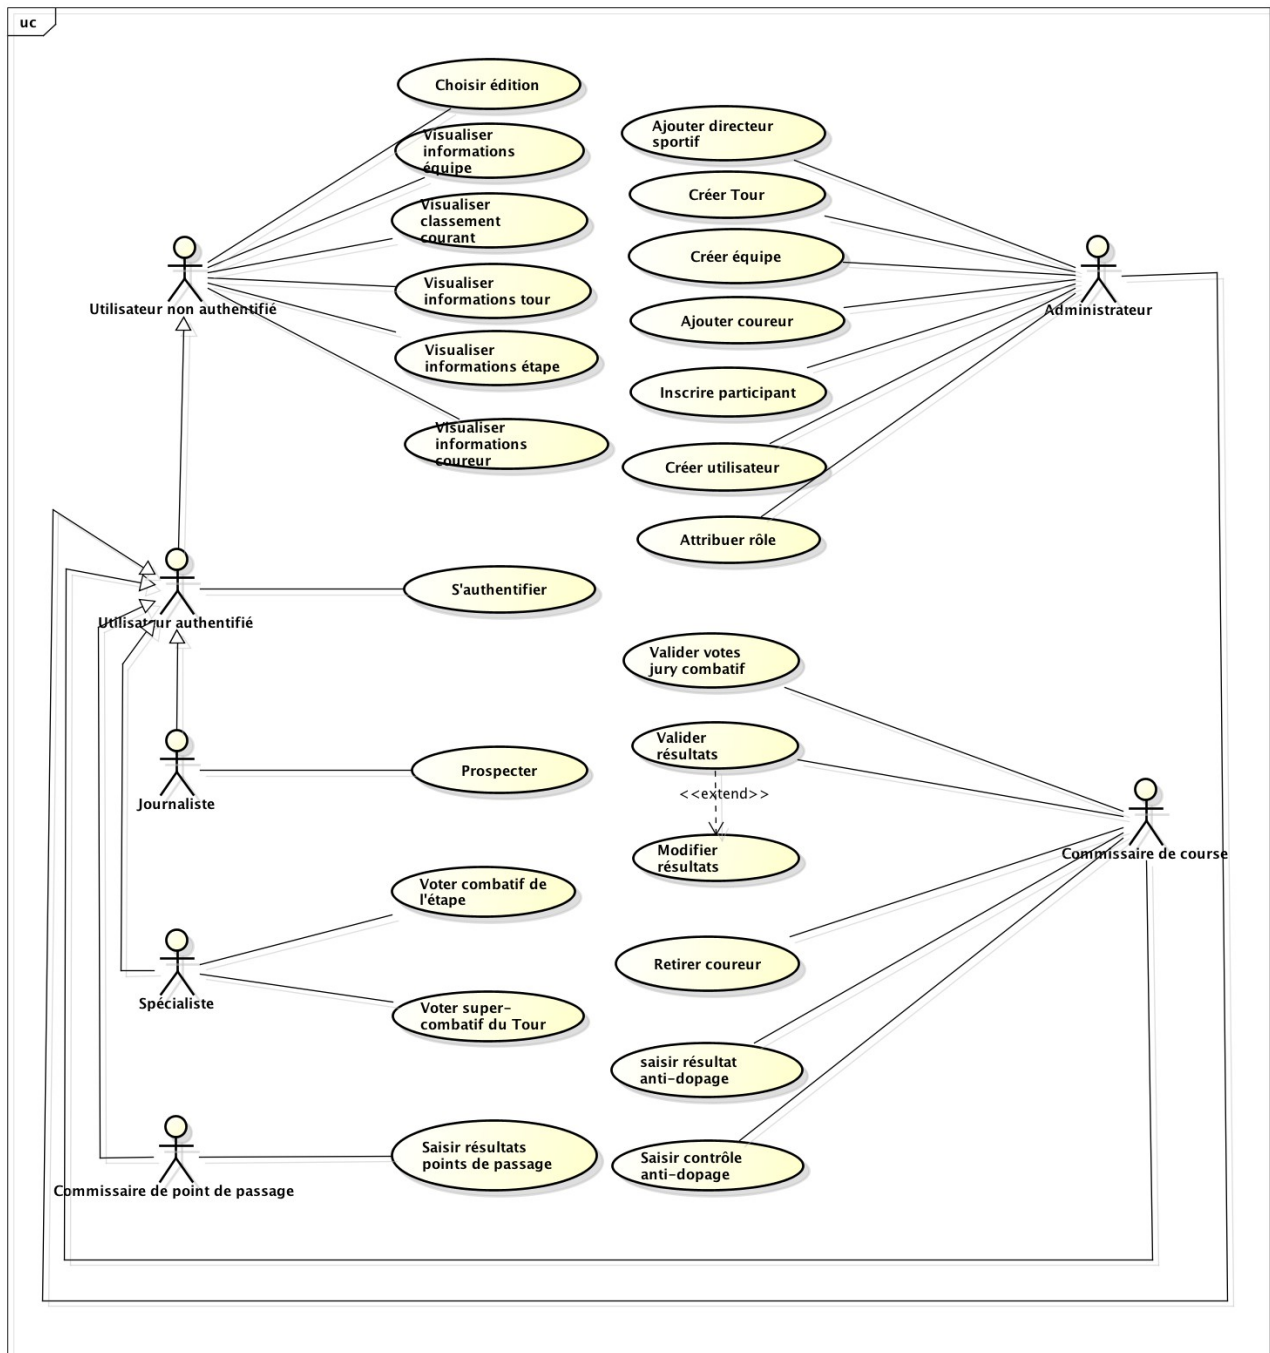 uc
Choisir édition
Visualiser
informations
équipe
Visualiser
classement
courant
Visualiser
informations tour
Visualiser
informations étape
Visualiser
informations
coureur
Utilisateur non authentifié
Ajouter directeur
sportif
Créer Tour
Créer équipe
Ajouter coureur
Inscrire participant
Créer utilisateur
Attribuer rôle
Administrateur
Utilisateur authentifié
S'authentifier
Journaliste
Prospecter
Spécialiste
Voter combatif de
l'étape
Voter super-
combatif du Tour
Commissaire de point de passage
Saisir résultats
points de passage
Valider votes
jury combatif
Valider
résultats
<<extend>>
Modifier
résultats
Commissaire de course
Retirer coureur
saisir résultat
anti-dopage
Saisir contrôle
anti-dopage